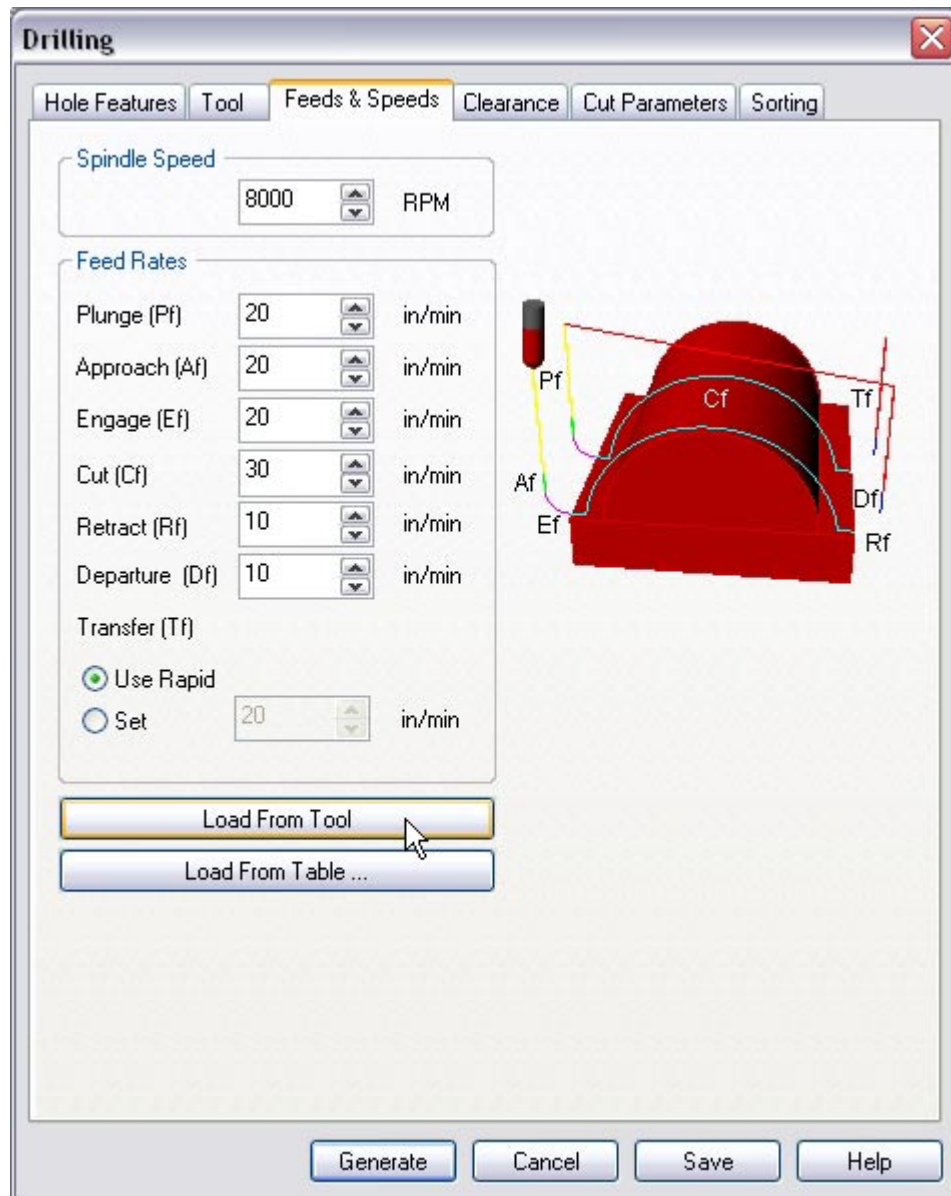 Drilling
Hole Features Tool Feeds & Speeds Clearance Cut Parameters Sorting
Spindle Speed
8000 RPM
Feed Rates
Plunge (Pf) 20 in/min
Approach (Af) 20 in/min
Engage (Ef) 20 in/min
Cut (Cf) 30 in/min
Retract (Rf) 10 in/min
Departure (Df) 10 in/min
Transfer (Tf)
Use Rapid
Set 20 in/min
Pf
Cf
Tf
Af
Df
Ef
Rf
Load From Tool
Load From Table ...
Generate Cancel Save Help